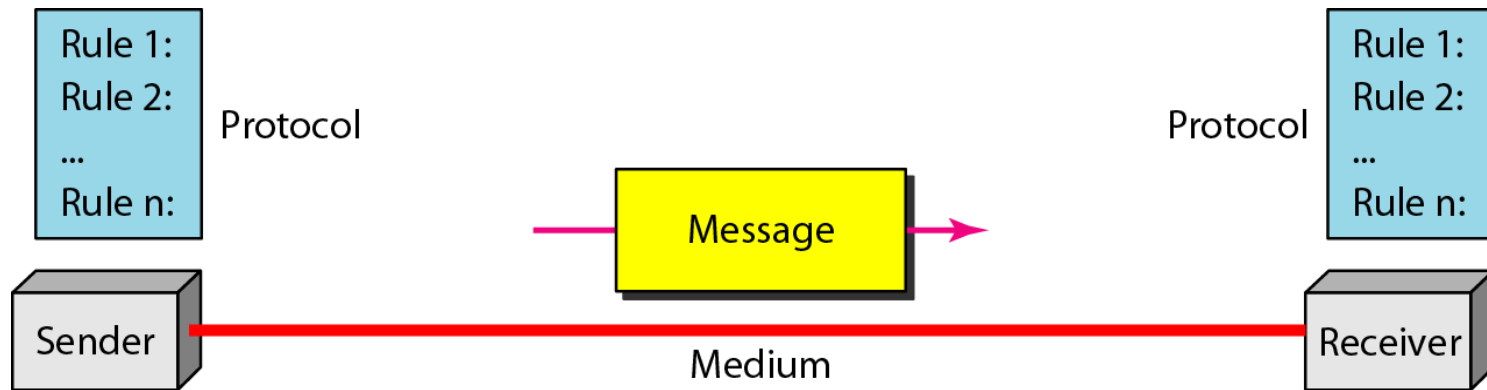 Rule 1:
Rule 2:
...
Rule n:
Protocol
Message
Protocol
Rule 1:
Rule 2:
...
Rule n:
Sender
Medium
Receiver